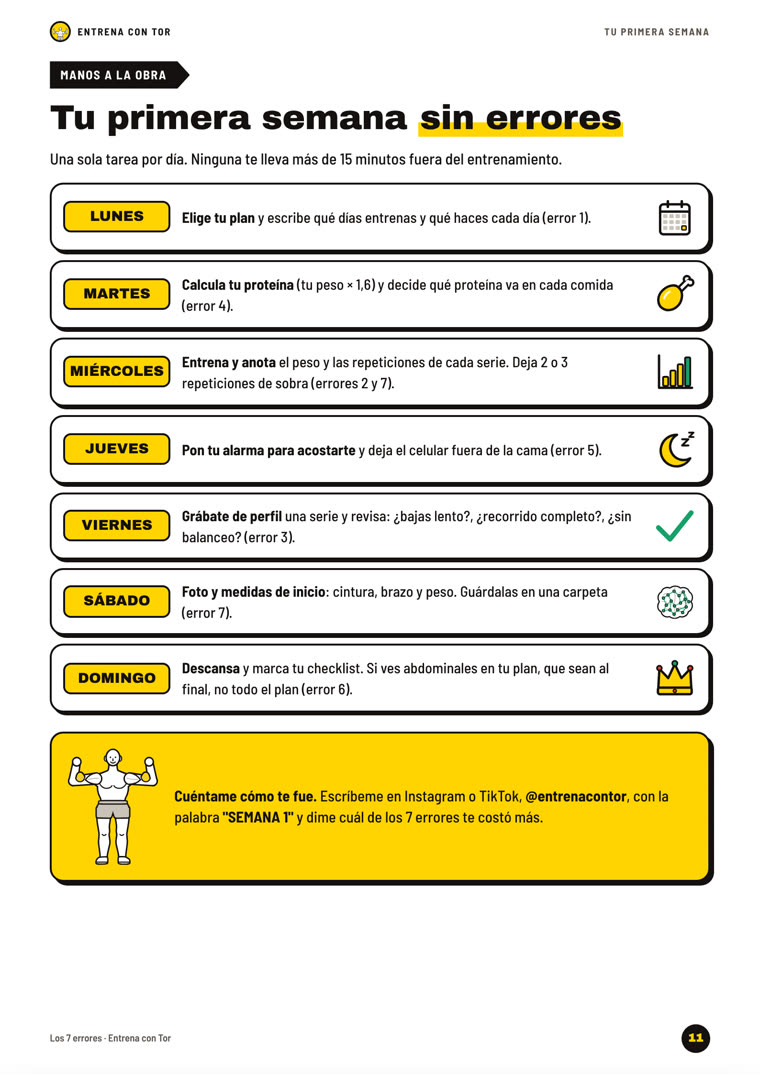 ENTRENA CON TOR
TU PRIMERA SEMANA
MANOS A LA OBRA
Tu primera semana sin errores
Una sola tarea por día. Ninguna te lleva más de 15 minutos fuera del entrenamiento.
LUNES
Elige tu plan y escribe qué días entrenas y qué haces cada día (error 1).
MARTES
Calcula tu proteína (tu peso × 1,6) y decide qué proteína va en cada comida
(error 4).
MIÉRCOLES
Entrena y anota el peso y las repeticiones de cada serie. Deja 2 o 3
repeticiones de sobra (errores 2 y 7).
JUEVES
Pon tu alarma para acostarte y deja el celular fuera de la cama (error 5).
VIERNES
Grábate de perfil una serie y revisa: ¿bajas lento?, ¿recorrido completo?, ¿sin
balanceo? (error 3).
SÁBADO
Foto y medidas de inicio: cintura, brazo y peso. Guárdalas en una carpeta
(error 7).
DOMINGO
Descansa y marca tu checklist. Si ves abdominales en tu plan, que sean al
final, no todo el plan (error 6).
Cuéntame cómo te fue. Escríbeme en Instagram o TikTok, @entrenacontor, con la
palabra "SEMANA 1" y dime cuál de los 7 errores te costó más.
Los 7 errores · Entrena con Tor
11